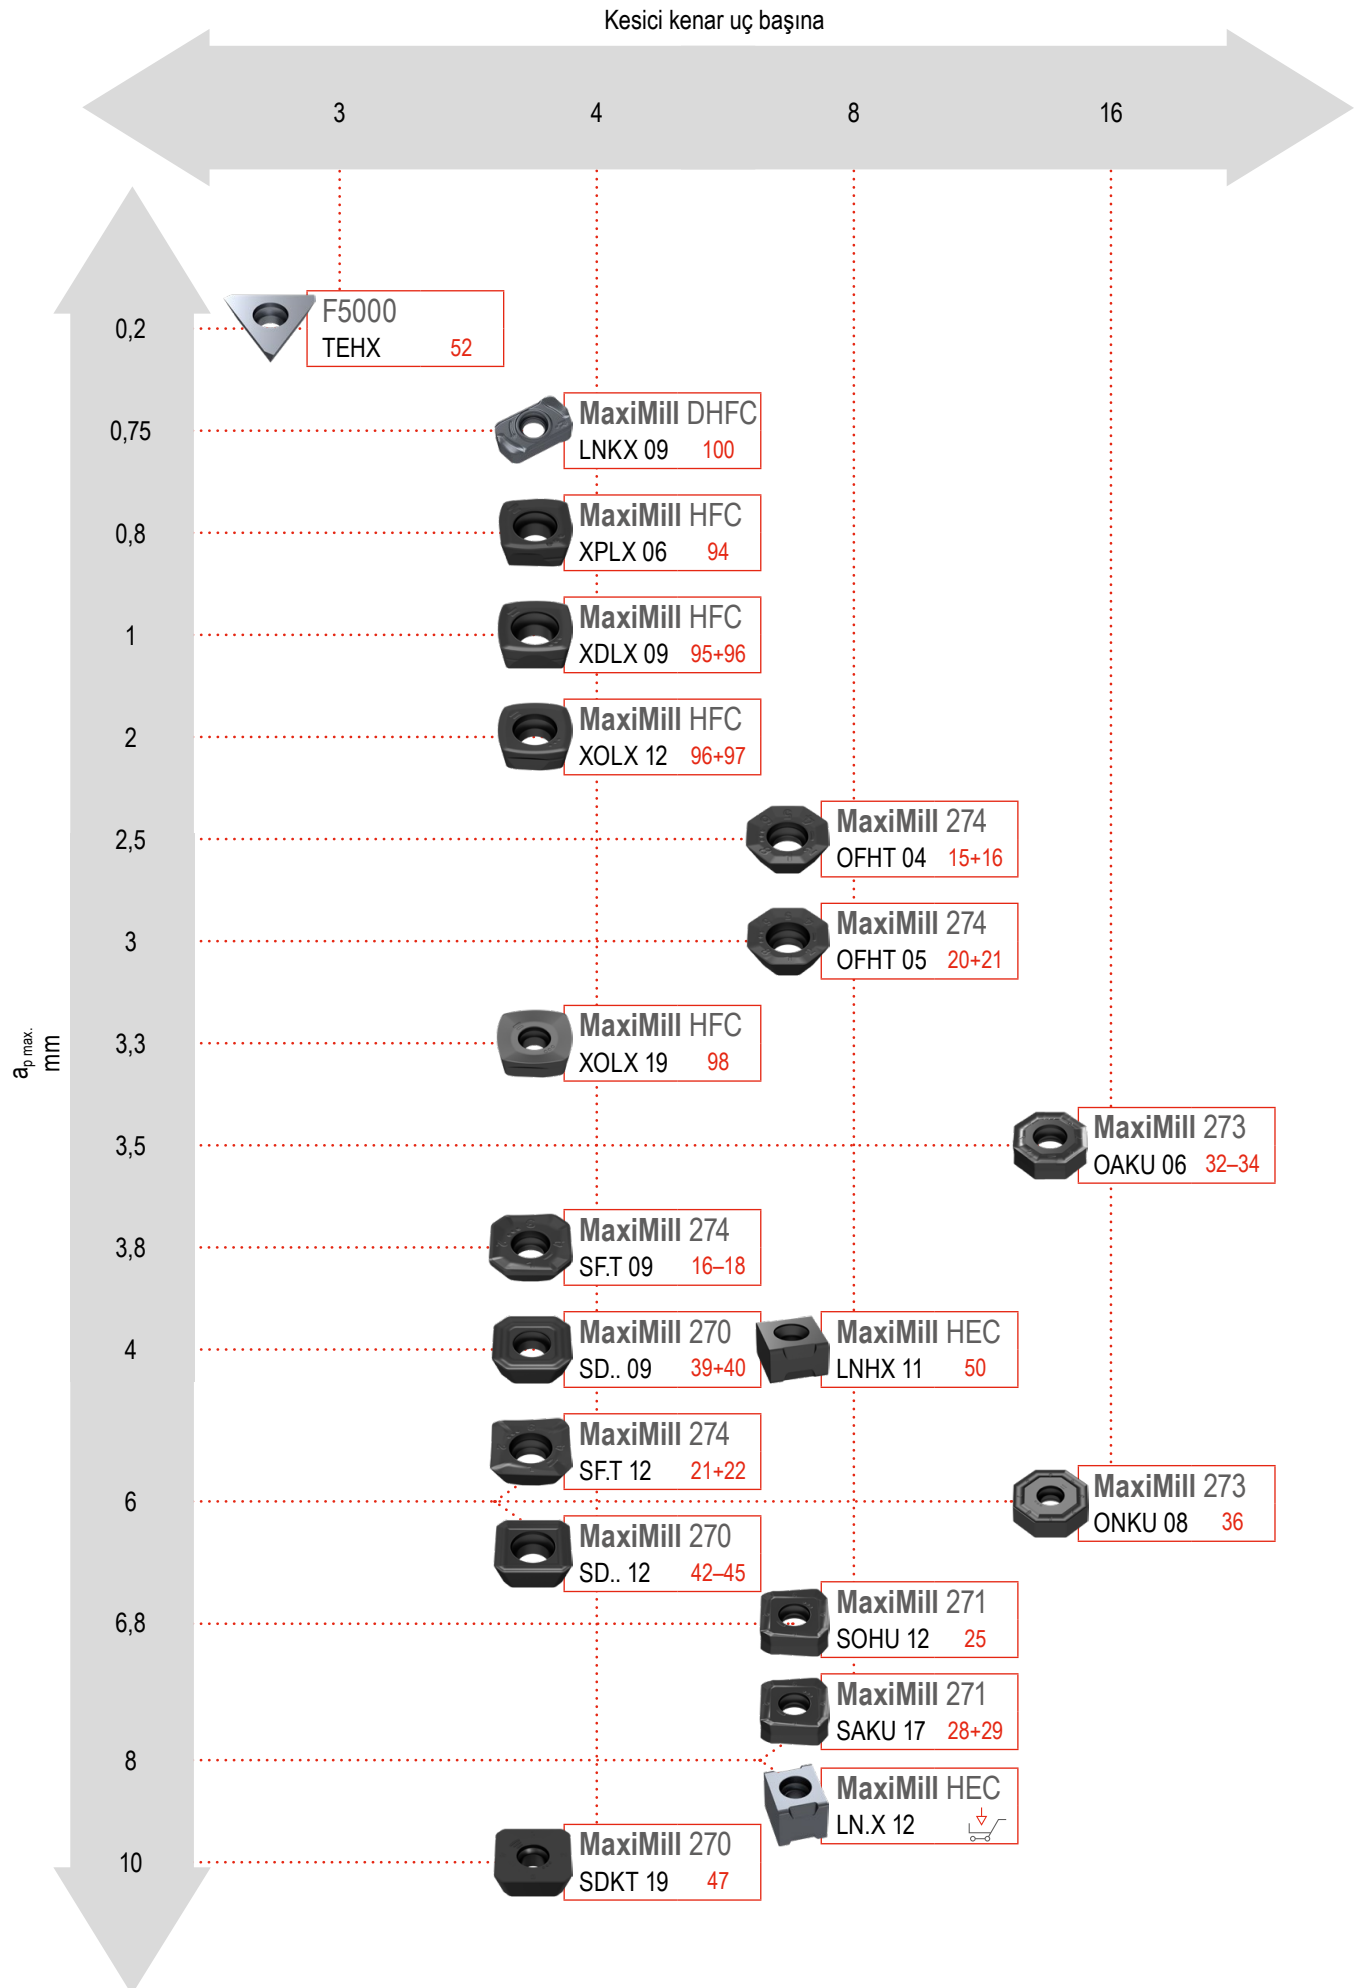 Kesici kenar uç başına
3
4
8
16
0,2
F5000
TEHX 52
0,75
MaxiMill DHFC
LNKX 09 100
0,8
MaxiMill HFC
XPLX 06 94
1
MaxiMill HFC
XDLX 09 95+96
2
MaxiMill HFC
XOLX 12 96+97
2,5
MaxiMill 274
OFHT 04 15+16
3
MaxiMill 274
OFHT 05 20+21
ap max.
mm
3,3
MaxiMill HFC
XOLX 19 98
3,5
MaxiMill 273
OAKU 06 32–34
3,8
MaxiMill 274
SF.T 09 16–18
4
MaxiMill 270
SD.. 09 39+40
MaxiMill HEC
LNHX 11 50
MaxiMill 274
SF.T 12 21+22
6
MaxiMill 273
ONKU 08 36
MaxiMill 270
SD.. 12 42–45
6,8
MaxiMill 271
SOHU 12 25
MaxiMill 271
SAKU 17 28+29
8
MaxiMill HEC
LN.X 12
10
MaxiMill 270
SDKT 19 47